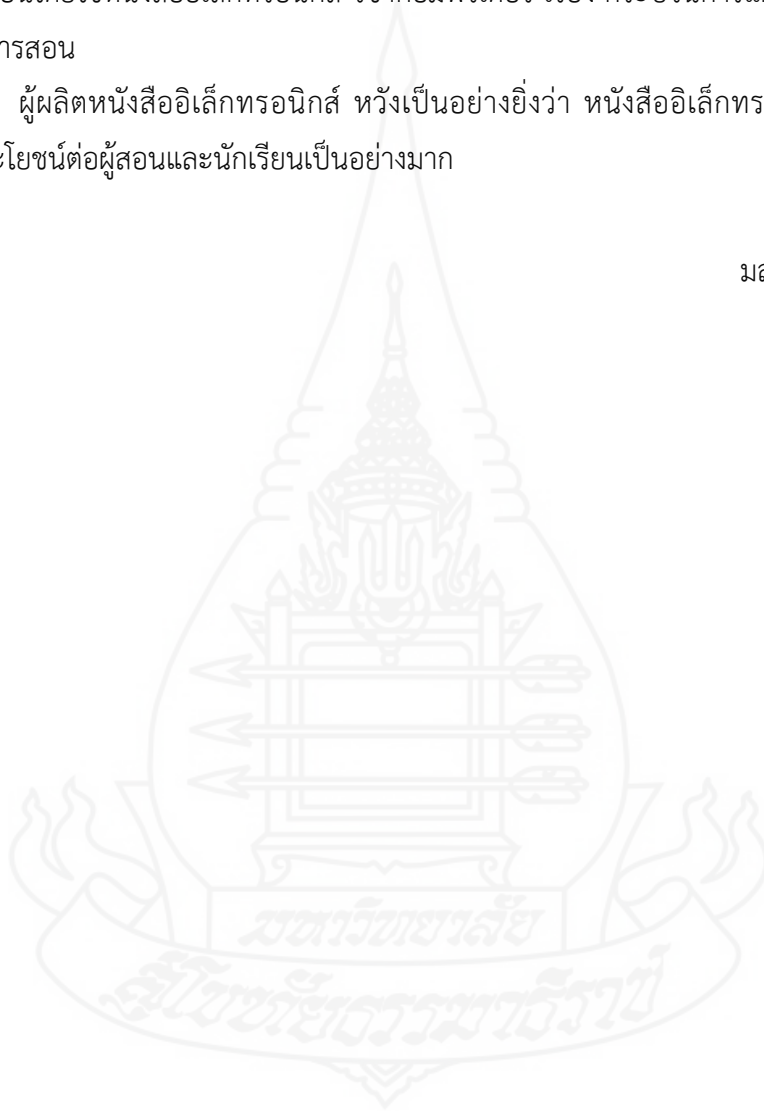 ารสอน
ผู้ผลิตหนังสืออิเล็กทรอนิกส์ หวังเป็นอย่างยิ่งว่า หนังสืออิเล็กทร
ะโยชน์ต่อผู้สอนและนักเรียนเป็นอย่างมาก
มหาวิทยาลัย
สุโขทัยธรรมาธิราช